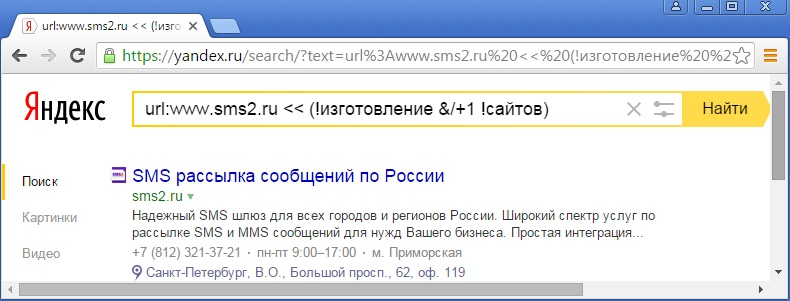 url:www.sms2.ru << (!изгото
https://yandex.ru/search/?text=url%3Awww.sms2.ru%20<<%20(!изготовление%20%2
Яндекс
url:www.sms2.ru << (!изготовление &/+1 !сайтов)
Найти
Поиск
Картинки
Видео
SMS рассылка сообщений по России
sms2.ru
Надежный SMS шлюз для всех городов и регионов России. Широкий спектр услуг по
рассылке SMS и MMS сообщений для нужд Вашего бизнеса. Простая интеграция...
+7 (812) 321-37-21 · пн-пт 9:00–17:00 · м. Приморская
Санкт-Петербург, В.О., Большой просп., 62, оф. 119